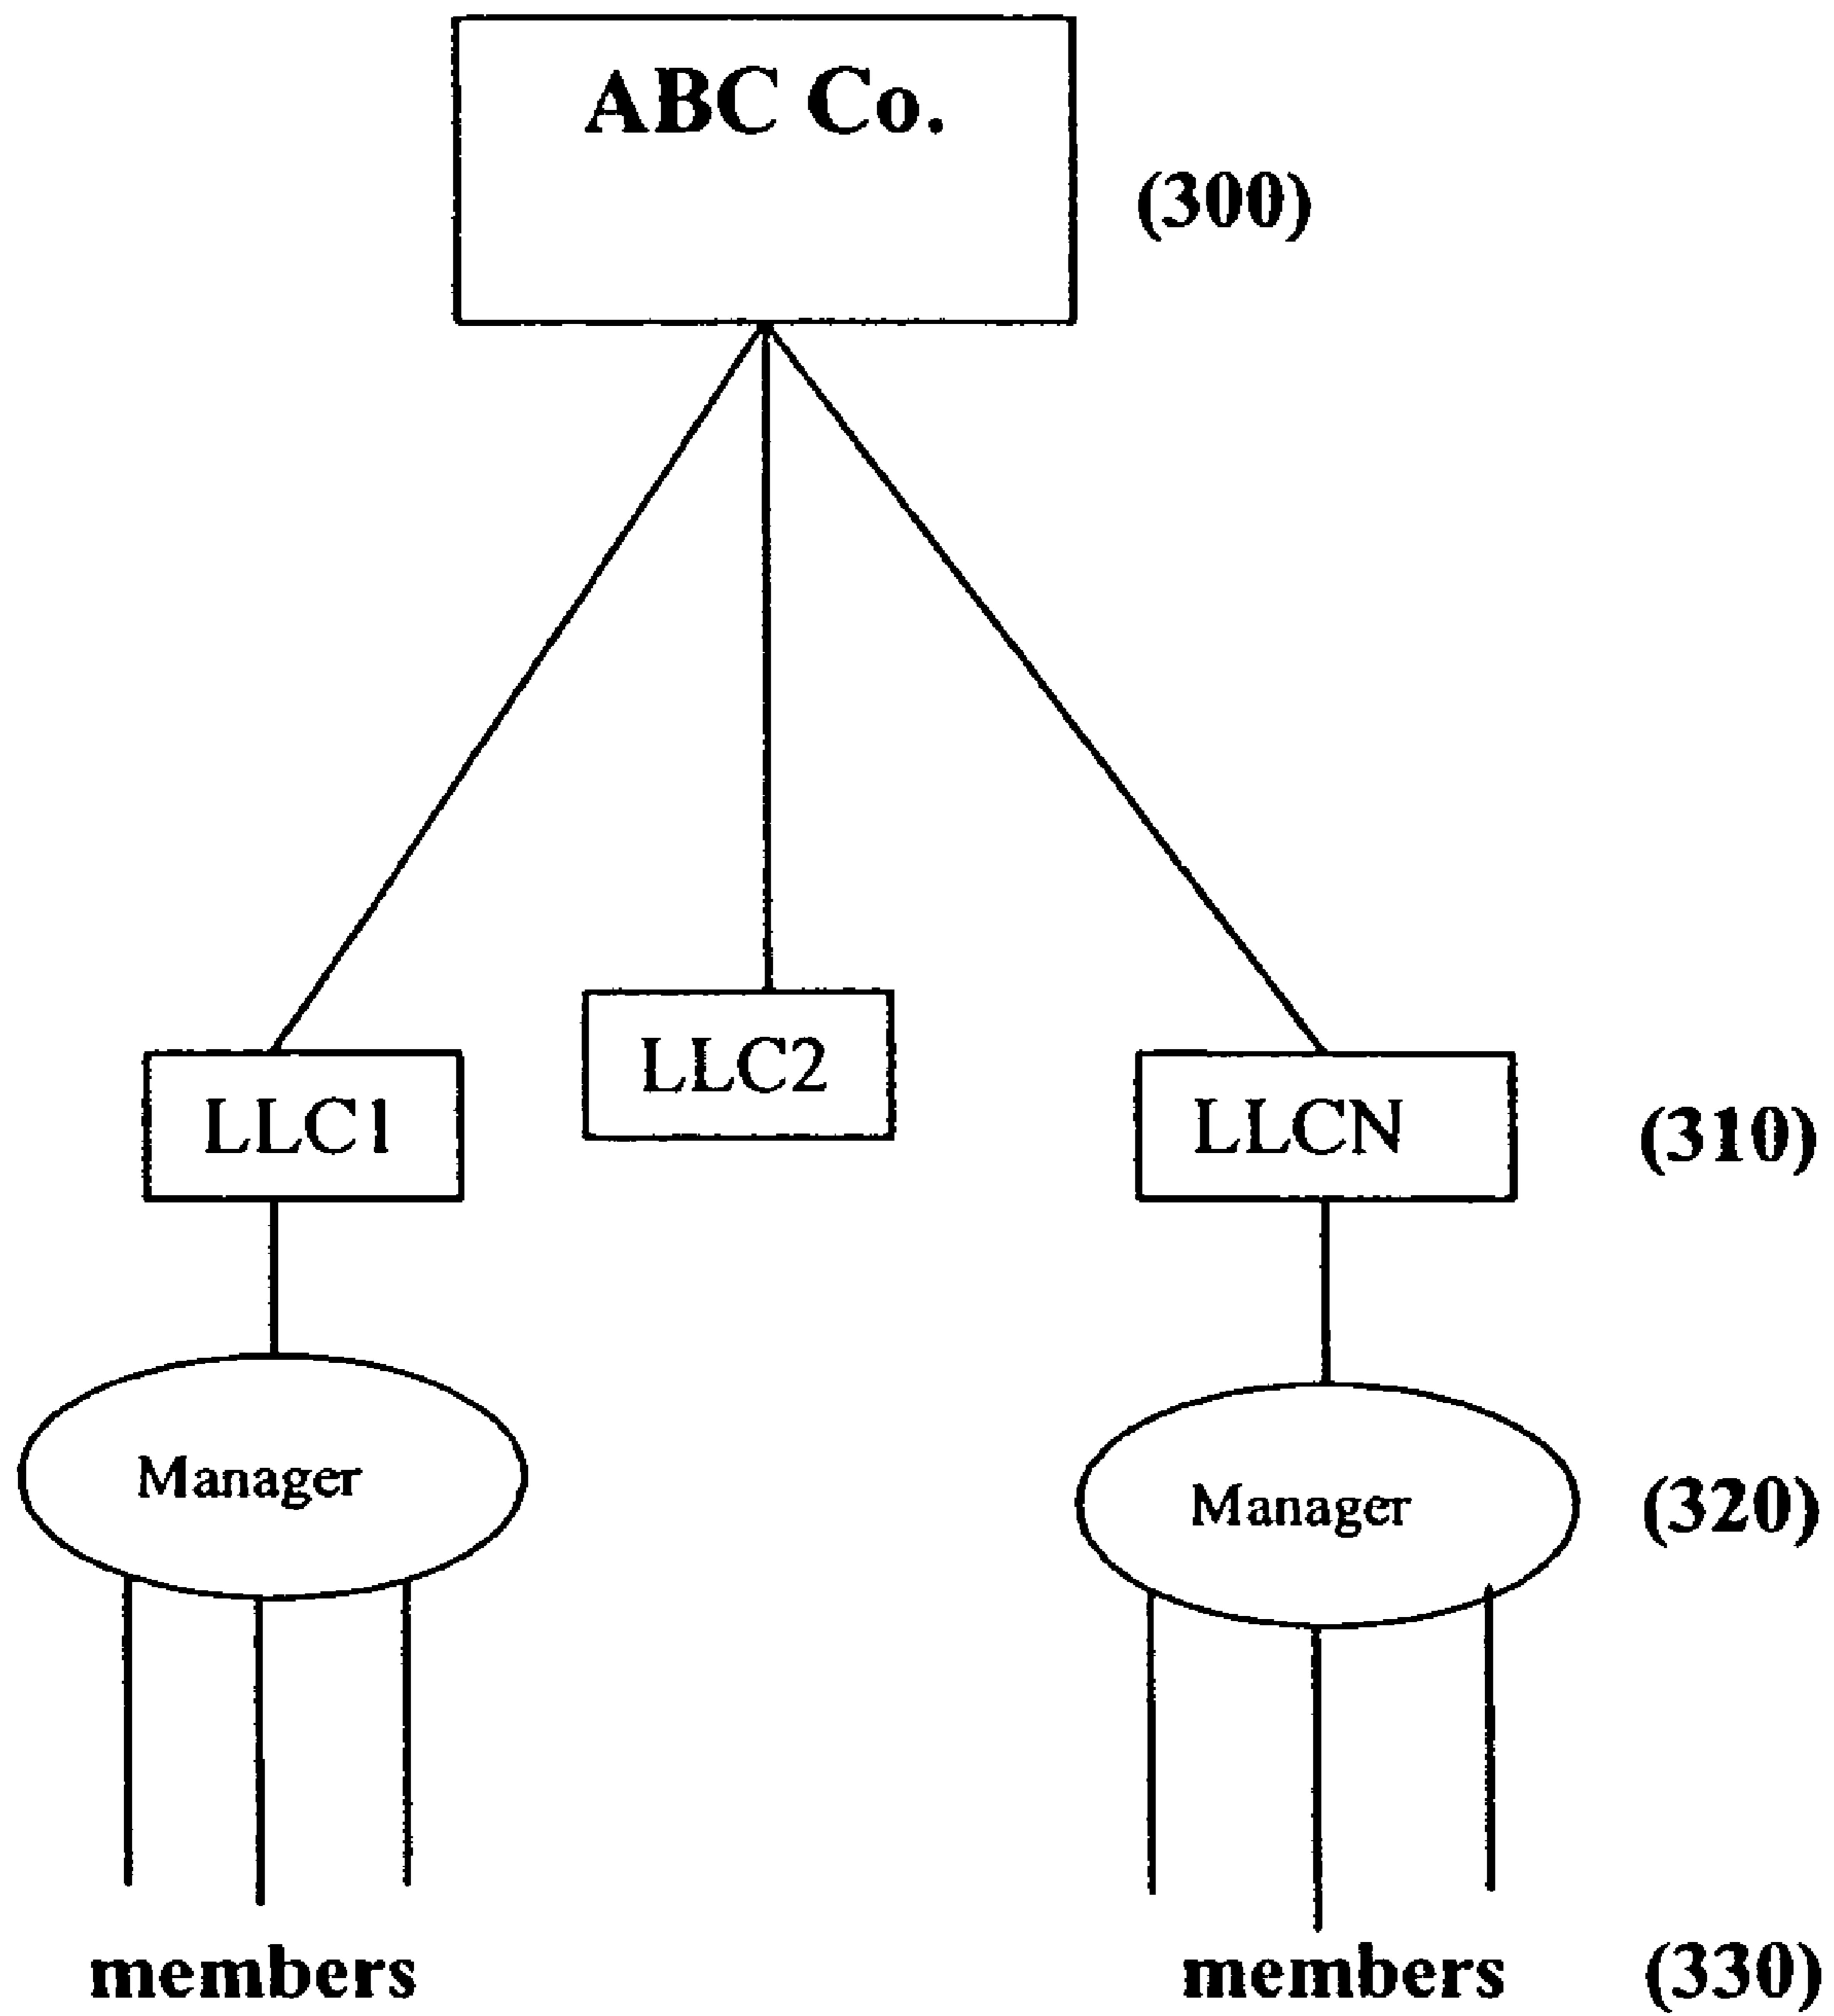 ABC Co.
(300)
LLC2
LLC1
LLCN
(310)
Manager
Manager
(320)
members
members
(330)